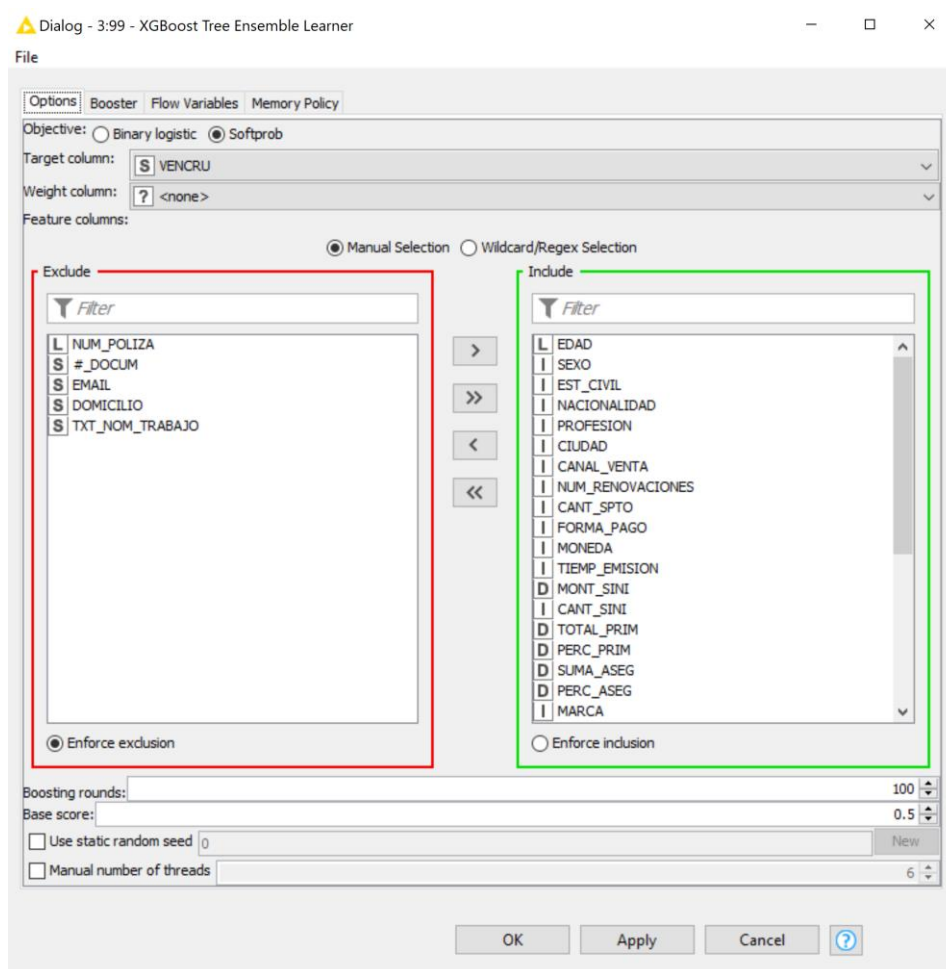 Dialog - 3:99 - XGBoost Tree Ensemble Learner
File
Options Booster Flow Variables Memory Policy
Objective: Binary logistic Softprob
Target column: S VENCRU
Weight column: ? <none>
Feature columns:
Manual Selection Wildcard/Regex Selection
Exclude
Filter
L NUM_POLIZA
S #_DOCUM
S EMAIL
S DOMICILIO
S TXT_NOM_TRABAJO
Enforce exclusion
>
>>
<
<<
Include
Filter
L EDAD
I SEXO
I EST_CIVIL
I NACIONALIDAD
I PROFESION
I CIUDAD
I CANAL_VENTA
I NUM_RENOVACIONES
I CANT_SPTO
I FORMA_PAGO
I MONEDA
I TIEMP_EMISION
D MONT_SINI
I CANT_SINI
D TOTAL_PRIM
D PERC_PRIM
D SUMA_ASEG
D PERC_ASEG
I MARCA
Enforce inclusion
Boosting rounds: 100
Base score: 0.5
Use static random seed 0 New
Manual number of threads 6
OK Apply Cancel ?